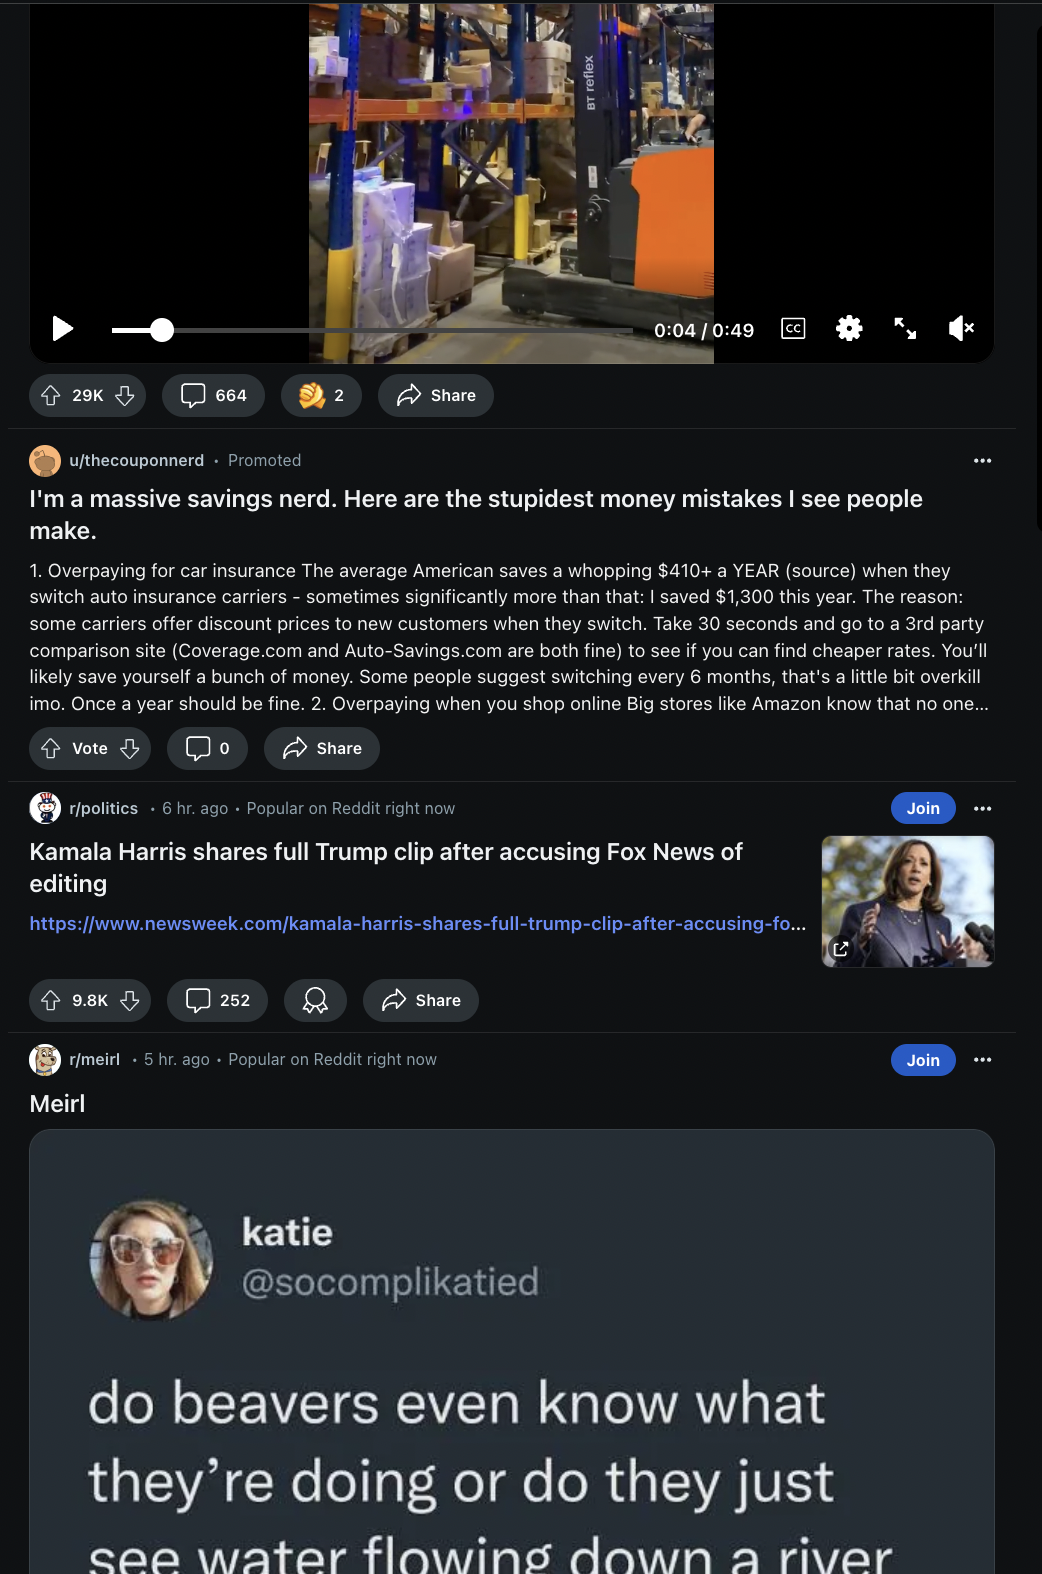 BT reflex
0:04 / 0:49
CC
29K
664
2
Share
u/thecouponnerd • Promoted
I'm a massive savings nerd. Here are the stupidest money mistakes I see people
make.
1. Overpaying for car insurance The average American saves a whopping $410+ a YEAR (source) when they
switch auto insurance carriers - sometimes significantly more than that: I saved $1,300 this year. The reason:
some carriers offer discount prices to new customers when they switch. Take 30 seconds and go to a 3rd party
comparison site (Coverage.com and Auto-Savings.com are both fine) to see if you can find cheaper rates. You’ll
likely save yourself a bunch of money. Some people suggest switching every 6 months, that's a little bit overkill
imo. Once a year should be fine. 2. Overpaying when you shop online Big stores like Amazon know that no one...
Vote
0
Share
r/politics • 6 hr. ago • Popular on Reddit right now
Join
Kamala Harris shares full Trump clip after accusing Fox News of
editing
https://www.newsweek.com/kamala-harris-shares-full-trump-clip-after-accusing-fo...
9.8K
252
Share
r/meirl • 5 hr. ago • Popular on Reddit right now
Join
Meirl
katie
@socomplikatied
do beavers even know what
they’re doing or do they just
see water flowing down a river